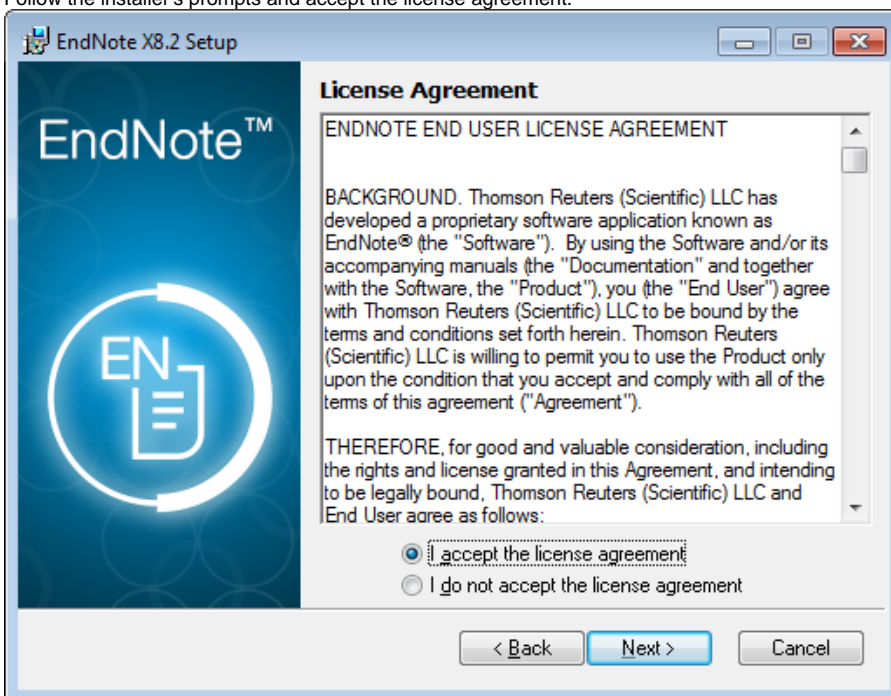 Follow the installer's prompts and accept the license agreement.
EndNote X8.2 Setup
EndNote™
EN
License Agreement
ENDNOTE END USER LICENSE AGREEMENT
BACKGROUND. Thomson Reuters (Scientific) LLC has
developed a proprietary software application known as
EndNote® (the "Software").  By using the Software and/or its
accompanying manuals (the "Documentation" and together
with the Software, the "Product"), you (the "End User") agree
with Thomson Reuters (Scientific) LLC to be bound by the
terms and conditions set forth herein. Thomson Reuters
(Scientific) LLC is willing to permit you to use the Product only
upon the condition that you accept and comply with all of the
terms of this agreement ("Agreement").
THEREFORE, for good and valuable consideration, including
the rights and license granted in this Agreement, and intending
to be legally bound, Thomson Reuters (Scientific) LLC and
End User agree as follows:
I accept the license agreement
I do not accept the license agreement
< Back
Next >
Cancel